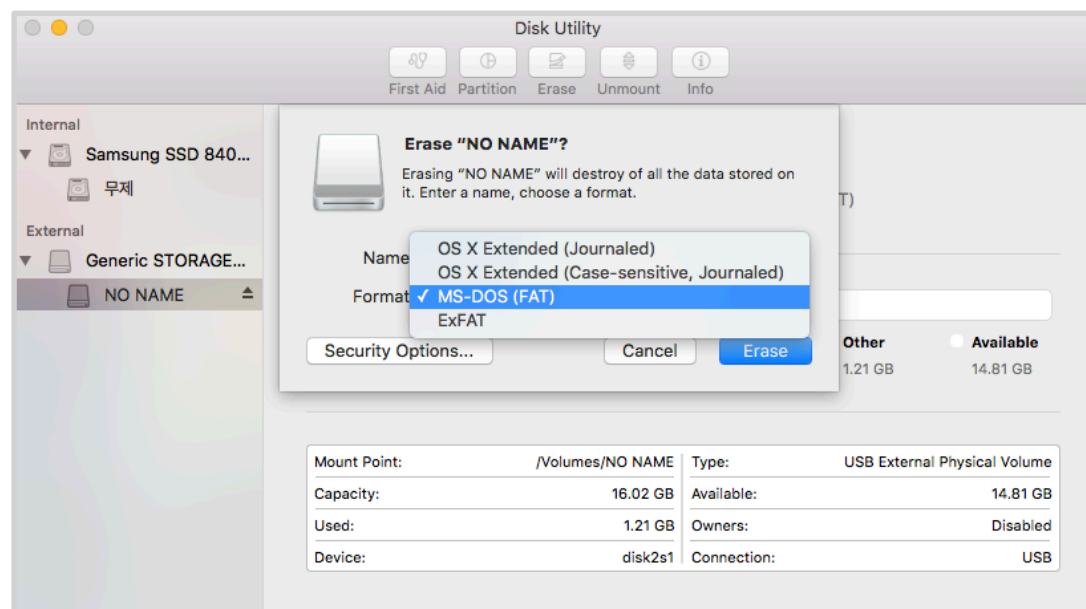 Disk Utility
First Aid Partition Erase Unmount Info
Internal
Samsung SSD 840...
무제
External
Generic STORAGE...
NO NAME
Erase “NO NAME”?
Erasing “NO NAME” will destroy of all the data stored on
it. Enter a name, choose a format.
T)
Name
OS X Extended (Journaled)
OS X Extended (Case-sensitive, Journaled)
Format ✓ MS-DOS (FAT)
ExFAT
Security Options... Cancel Erase
Other Available
1.21 GB 14.81 GB
Mount Point: /Volumes/NO NAME Type: USB External Physical Volume
Capacity: 16.02 GB Available: 14.81 GB
Used: 1.21 GB Owners: Disabled
Device: disk2s1 Connection: USB